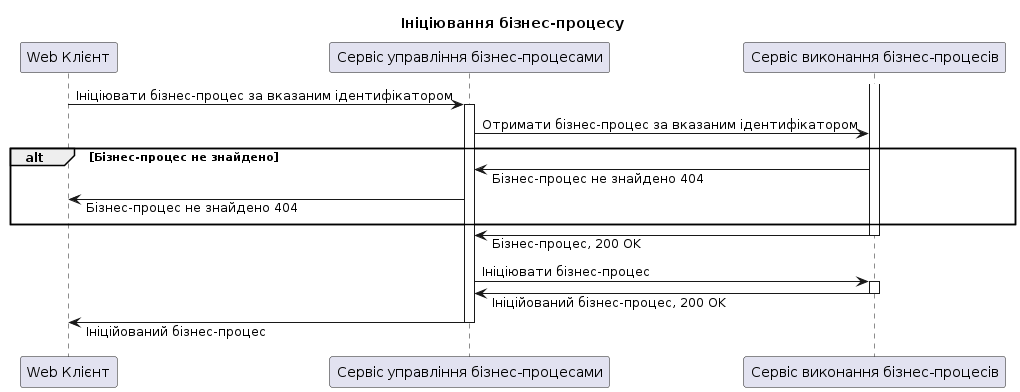 Ініціювання бізнес-процесу
Web Клієнт
Сервіс управління бізнес-процесами
Сервіс виконання бізнес-процесів
Ініціювати бізнес-процес за вказаним ідентифікатором
Отримати бізнес-процес за вказаним ідентифікатором
alt
[Бізнес-процес не знайдено]
Бізнес-процес не знайдено 404
Бізнес-процес не знайдено 404
Бізнес-процес, 200 OK
Ініціювати бізнес-процес
Ініційований бізнес-процес, 200 OK
Ініційований бізнес-процес
Web Клієнт
Сервіс управління бізнес-процесами
Сервіс виконання бізнес-процесів